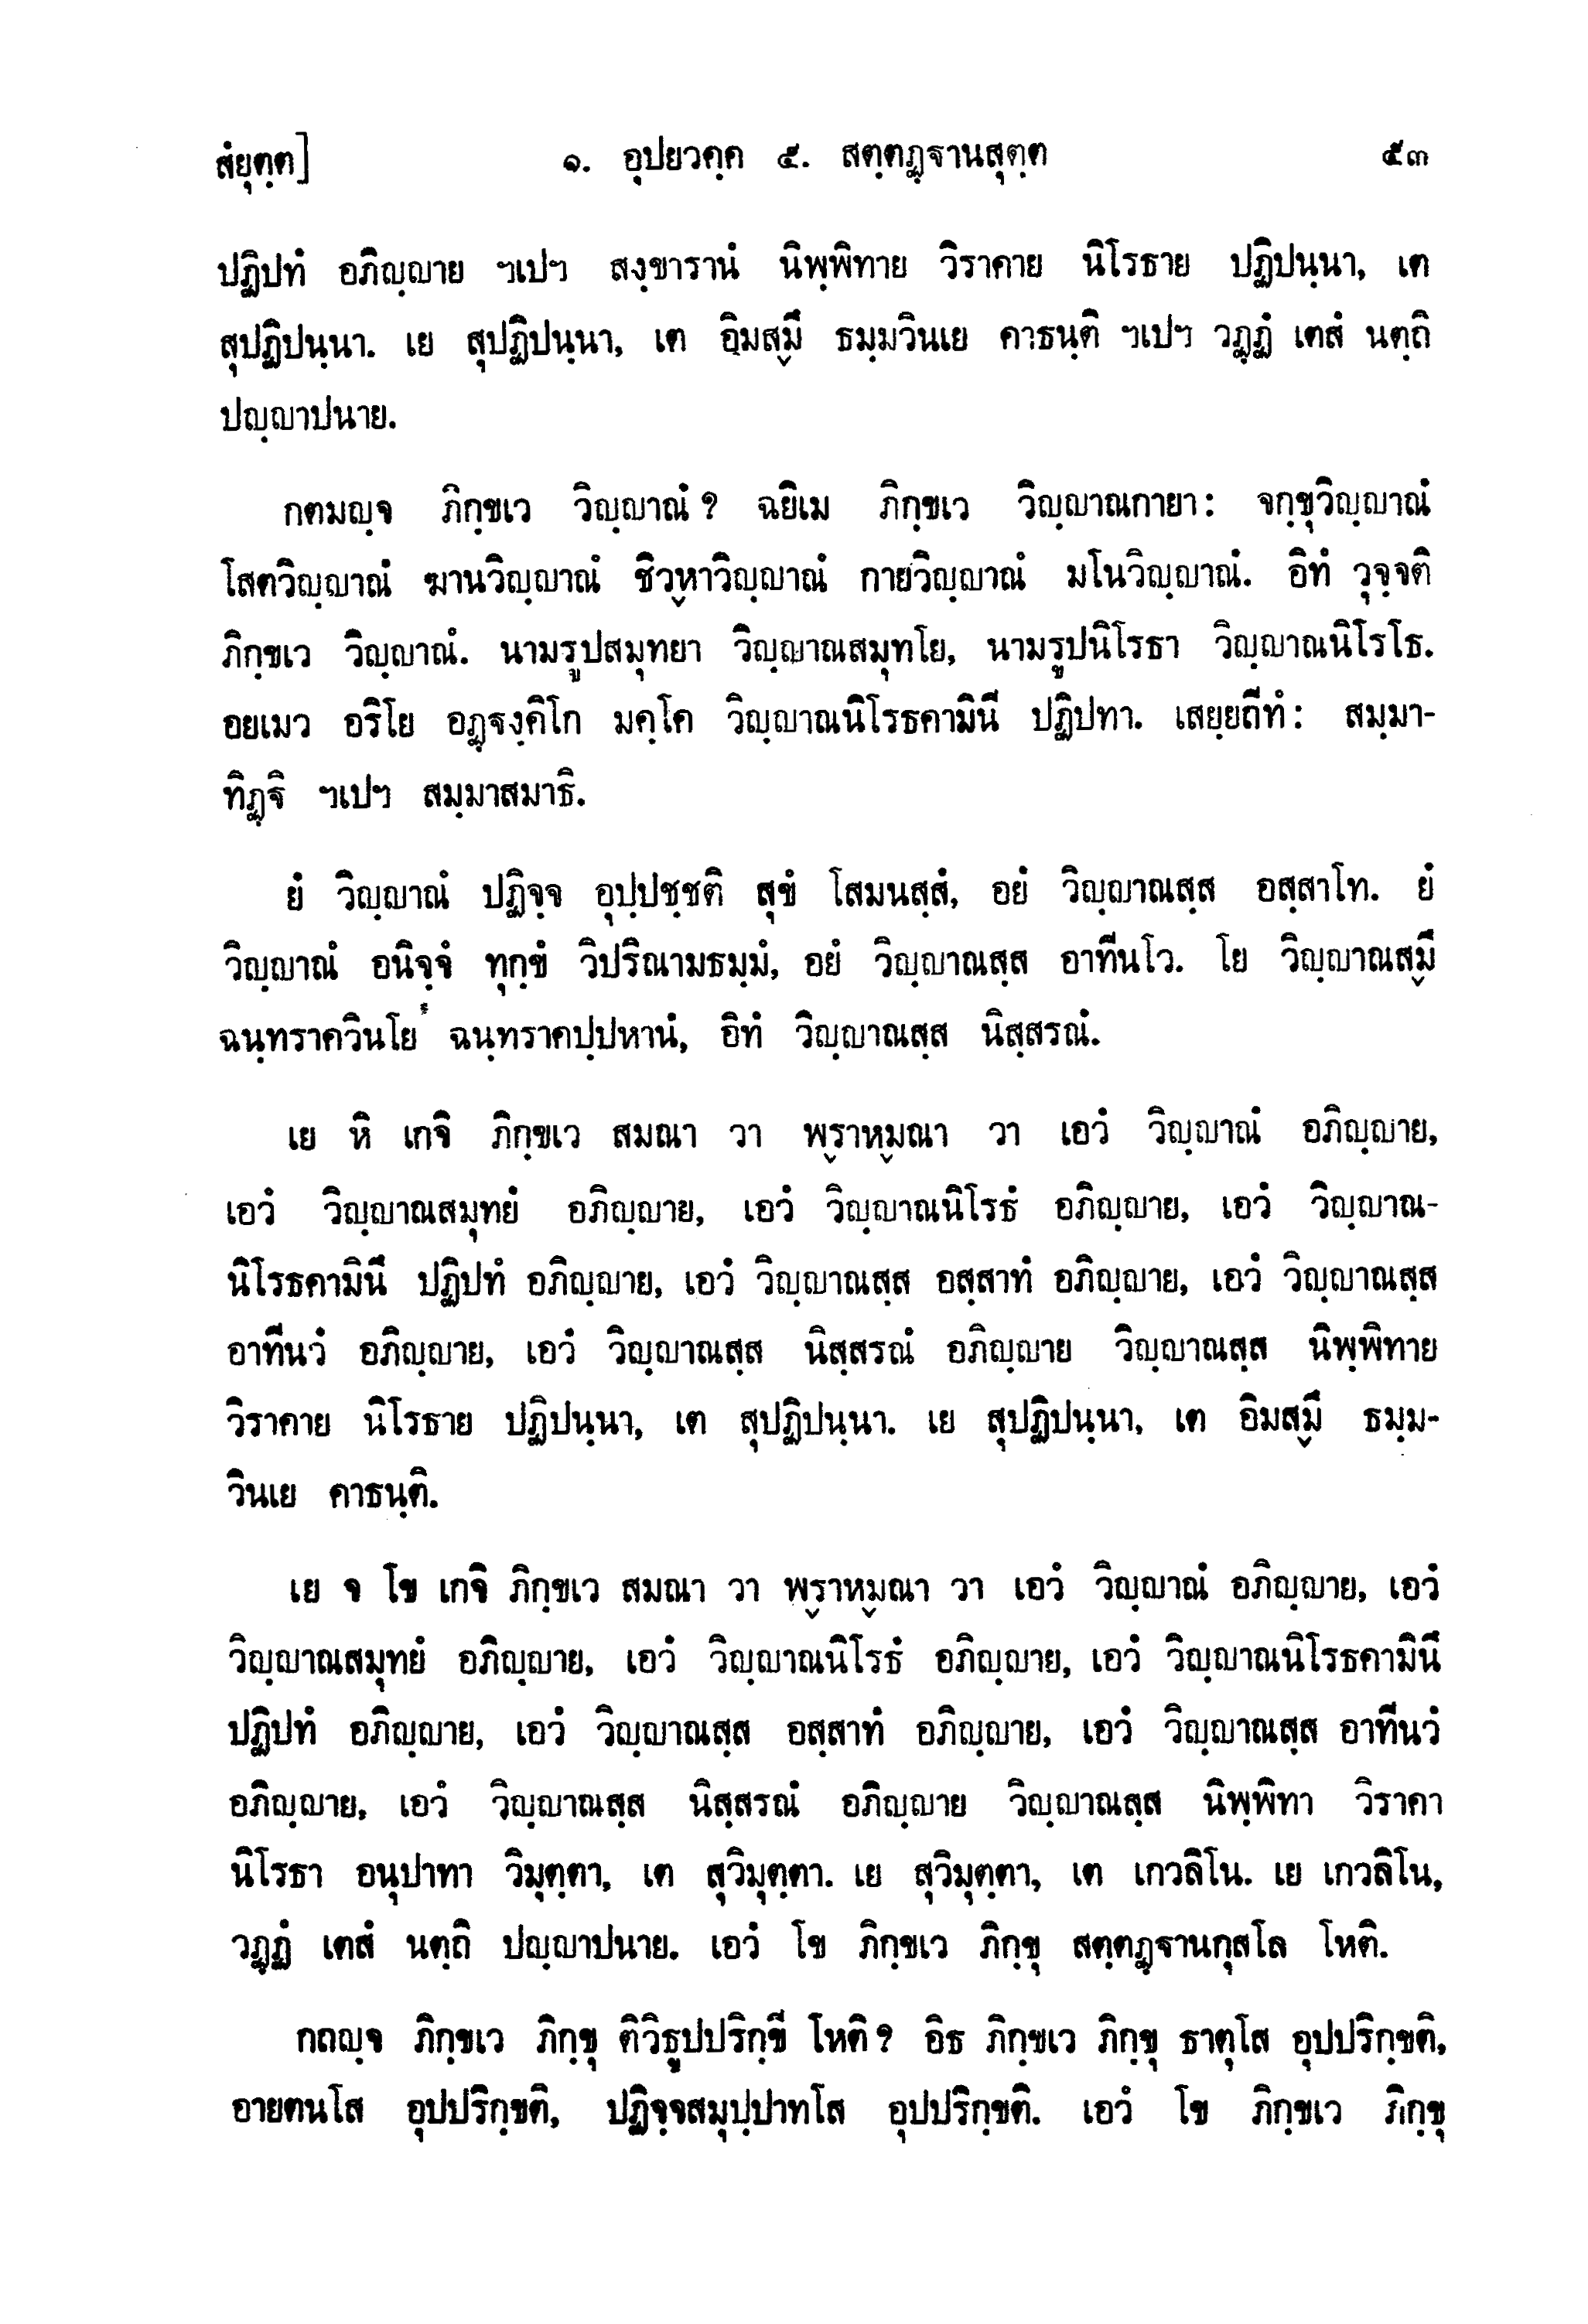 สํยุตฺต]
๑. อุปยวคฺค ๕. สตฺตฏฺฐานสุตฺต
๕๓
ปฏิปทํ อภิญฺญาย ฯเปฯ สงฺขารานํ นิพฺพิทาย วิราคาย นิโรธาย ปฏิปนฺนา, เต
สุปฏิปนฺนา. เย สุปฏิปนฺนา, เต อิมสฺมึ ธมฺมวินเย คาธนฺติ ฯเปฯ วฏฺฏํ เตสํ นตฺถิ
ปญฺญาปนาย.
กตมญฺจ ภิกฺขเว วิญฺญาณํ? ฉยิเม ภิกฺขเว วิญฺญาณกายา: จกฺขุวิญฺญาณํ
โสตวิญฺญาณํ ฆานวิญฺญาณํ ชิวฺหาวิญฺญาณํ กายวิญฺญาณํ มโนวิญฺญาณํ. อิทํ วุจฺจติ
ภิกฺขเว วิญฺญาณํ. นามรูปสมุทยา วิญฺญาณสมุทโย, นามรูปนิโรธา วิญฺญาณนิโรโธ.
อยเมว อริโย อฏฺฐงฺคิโก มคฺโค วิญฺญาณนิโรธคามินี ปฏิปทา. เสยฺยถีทํ: สมฺมา-
ทิฏฺฐิ ฯเปฯ สมฺมาสมาธิ.
ยํ วิญฺญาณํ ปฏิจฺจ อุปฺปชฺชติ สุขํ โสมนสฺสํ, อยํ วิญฺญาณสฺส อสฺสาโท. ยํ
วิญฺญาณํ อนิจฺจํ ทุกฺขํ วิปริณามธมฺมํ, อยํ วิญฺญาณสฺส อาทีนโว. โย วิญฺญาณสฺมึ
ฉนฺทราควินโย ฉนฺทราคปฺปหานํ, อิทํ วิญฺญาณสฺส นิสฺสรณํ.
เย หิ เกจิ ภิกฺขเว สมณา วา พฺราหฺมณา วา เอวํ วิญฺญาณํ อภิญฺญาย,
เอวํ วิญฺญาณสมุทยํ อภิญฺญาย, เอวํ วิญฺญาณนิโรธํ อภิญฺญาย, เอวํ วิญฺญาณ-
นิโรธคามินึ ปฏิปทํ อภิญฺญาย, เอวํ วิญฺญาณสฺส อสฺสาทํ อภิญฺญาย, เอวํ วิญฺญาณสฺส
อาทีนวํ อภิญฺญาย, เอวํ วิญฺญาณสฺส นิสฺสรณํ อภิญฺญาย วิญฺญาณสฺส นิพฺพิทาย
วิราคาย นิโรธาย ปฏิปนฺนา, เต สุปฏิปนฺนา. เย สุปฏิปนฺนา, เต อิมสฺมึ ธมฺม-
วินเย คาธนฺติ.
เย จ โข เกจิ ภิกฺขเว สมณา วา พฺราหฺมณา วา เอวํ วิญฺญาณํ อภิญฺญาย, เอวํ
วิญฺญาณสมุทยํ อภิญฺญาย, เอวํ วิญฺญาณนิโรธํ อภิญฺญาย, เอวํ วิญฺญาณนิโรธคามินึ
ปฏิปทํ อภิญฺญาย, เอวํ วิญฺญาณสฺส อสฺสาทํ อภิญฺญาย, เอวํ วิญฺญาณสฺส อาทีนวํ
อภิญฺญาย, เอวํ วิญฺญาณสฺส นิสฺสรณํ อภิญฺญาย วิญฺญาณสฺส นิพฺพิทา วิราคา
นิโรธา อนุปาทา วิมุตฺตา, เต สุวิมุตฺตา. เย สุวิมุตฺตา, เต เกวลิโน. เย เกวลิโน,
วฏฺฏํ เตสํ นตฺถิ ปญฺญาปนาย. เอวํ โข ภิกฺขเว ภิกฺขุ สตฺตฏฺฐานกุสโล โหติ.
กถญฺจ ภิกฺขเว ภิกฺขุ ติวิธูปปริกฺขี โหติ? อิธ ภิกฺขเว ภิกฺขุ ธาตุโส อุปปริกฺขติ,
อายตนโส อุปปริกฺขติ, ปฏิจฺจสมุปฺปาทโส อุปปริกฺขติ. เอวํ โข ภิกฺขเว ภิกฺขุ